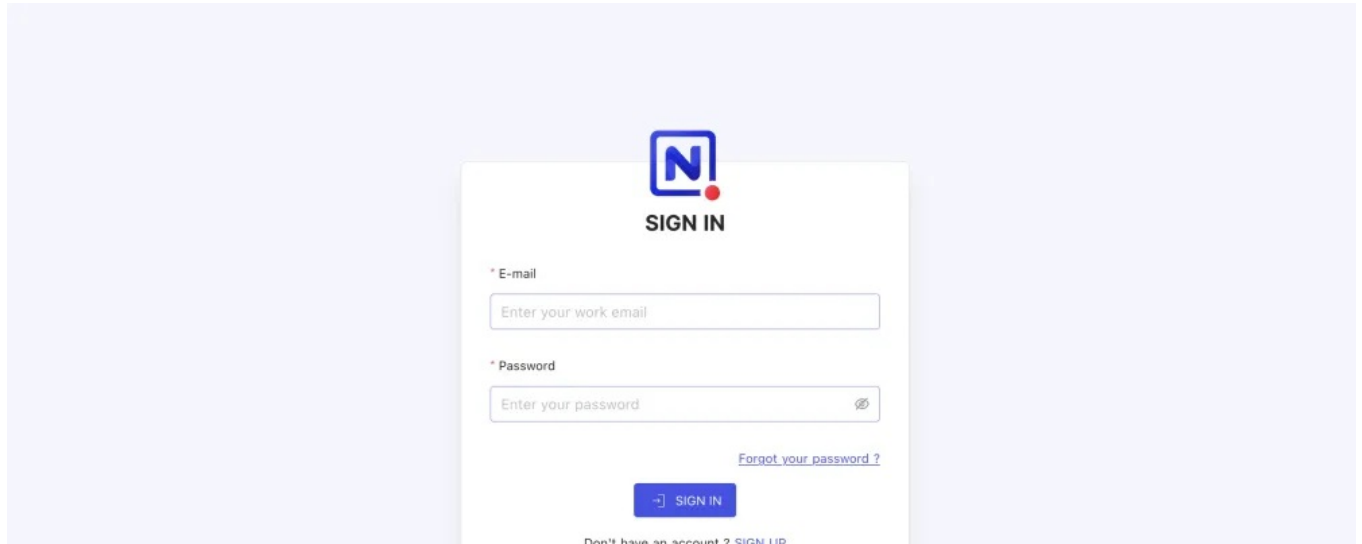 N
SIGN IN
* E-mail
Enter your work email
* Password
Enter your password
Forgot your password ?
SIGN IN
Don't have an account ? SIGN UP